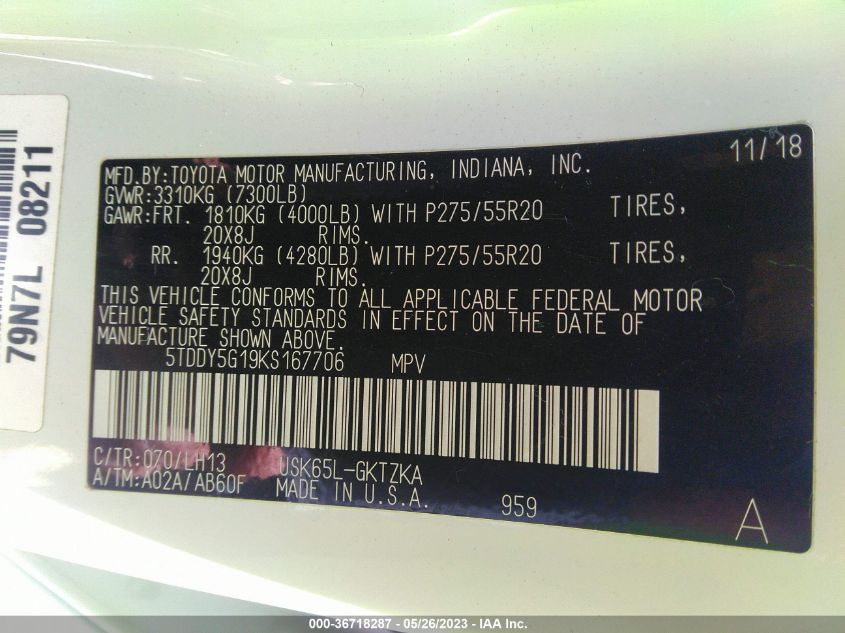 79N7L 08211
11/18
MFD.BY:TOYOTA MOTOR MANUFACTURING, INDIANA, INC.
GVWR:3310KG (7300LB)
GAWR:FRT. 1810KG (4000LB) WITH P275/55R20 TIRES,
20X8J RIMS.
RR. 1940KG (4280LB) WITH P275/55R20 TIRES,
20X8J RIMS.
THIS VEHICLE CONFORMS TO ALL APPLICABLE FEDERAL MOTOR
VEHICLE SAFETY STANDARDS IN EFFECT ON THE DATE OF
MANUFACTURE SHOWN ABOVE.
5TDDY5G19KS167706 MPV
C/TR:070/LH13 USK65L-GKTZKA
A/TM:A02A/AB60F MADE IN U.S.A. 959 A
000-36718287 - 05/26/2023 - IAA Inc.